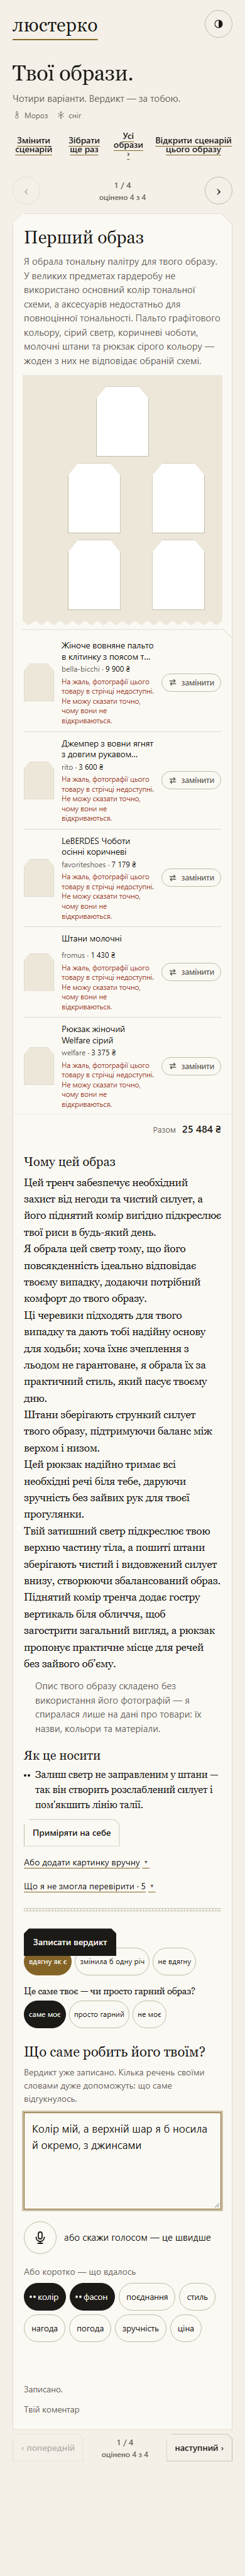 люстерко
Твої образи.
Чотири варіанти. Вердикт — за тобою.
Мороз сніг
Змінити сценарій
Зібрати ще раз
Усі образи ›
Відкрити сценарій цього образу
‹
1 / 4
оцінено 4 з 4
›
Перший образ
Я обрала тональну палітру для твого образу.
У великих предметах гардеробу не
використано основний колір тональної
схеми, а аксесуарів недостатньо для
повноцінної тональності. Пальто графітового
кольору, сірий светр, коричневі чоботи,
молочні штани та рюкзак сірого кольору —
жоден з них не відповідає обраній схемі.
Жіноче вовняне пальто
в клітинку з поясом т…
bella-bicchi · 9 900 ₴
На жаль, фотографії цього
товару в стрічці недоступні.
Не можу сказати точно,
чому вони не
відкриваються.
замінити
Джемпер з вовни ягнят
з довгим рукавом…
rito · 3 600 ₴
На жаль, фотографії цього
товару в стрічці недоступні.
Не можу сказати точно,
чому вони не
відкриваються.
замінити
LeBERDES Чоботи
осінні коричневі
favoriteshoes · 7 179 ₴
На жаль, фотографії цього
товару в стрічці недоступні.
Не можу сказати точно,
чому вони не
відкриваються.
замінити
Штани молочні
fromus · 1 430 ₴
На жаль, фотографії цього
товару в стрічці недоступні.
Не можу сказати точно,
чому вони не
відкриваються.
замінити
Рюкзак жіночий
Welfare сірий
welfare · 3 375 ₴
На жаль, фотографії цього
товару в стрічці недоступні.
Не можу сказати точно,
чому вони не
відкриваються.
замінити
Разом 25 484 ₴
Чому цей образ
Цей тренч забезпечує необхідний
захист від негоди та чистий силует, а
його піднятий комір вигідно підкреслює
твої риси в будь-який день.
Я обрала цей светр тому, що його
повсякденність ідеально відповідає
твоєму випадку, додаючи потрібний
комфорт до твого образу.
Ці черевики підходять для твого
випадку та дають тобі надійну основу
для ходьби; хоча їхнє зчеплення з
льодом не гарантоване, я обрала їх за
практичний стиль, який пасує твоєму
дню.
Штани зберігають стрункий силует
твого образу, підтримуючи баланс між
верхом і низом.
Цей рюкзак надійно тримає всі
необхідні речі біля тебе, даруючи
зручність без зайвих рук для твоєї
прогулянки.
Твій затишний светр підкреслює твою
верхню частину тіла, а пошиті штани
зберігають чистий і видовжений силует
внизу, створюючи збалансований образ.
Піднятий комір тренча додає гостру
вертикаль біля обличчя, щоб
загострити загальний вигляд, а рюкзак
пропонує практичне місце для речей
без зайвого об'єму.
Опис твого образу складено без
використання його фотографій — я
спиралася лише на дані про товари: їх
назви, кольори та матеріали.
Як це носити
Залиш светр не заправленим у штани —
так він створить розслаблений силует і
пом'якшить лінію талії.
Приміряти на себе
Або додати картинку вручну
Що я не змогла перевірити · 5
Записати вердикт
вдягну як є
змінила б одну річ
не вдягну
Це саме твоє — чи просто гарний образ?
саме моє
просто гарний
не моє
Що саме робить його твоїм?
Вердикт уже записано. Кілька речень своїми
словами дуже допоможуть: що саме
відгукнулось.
Колір мій, а верхній шар я б носила
й окремо, з джинсами
або скажи голосом — це швидше
Або коротко — що вдалось
колір
фасон
поєднання
стиль
нагода
погода
зручність
ціна
Записано.
Твій коментар
‹ попередній
1 / 4
оцінено 4 з 4
наступний ›